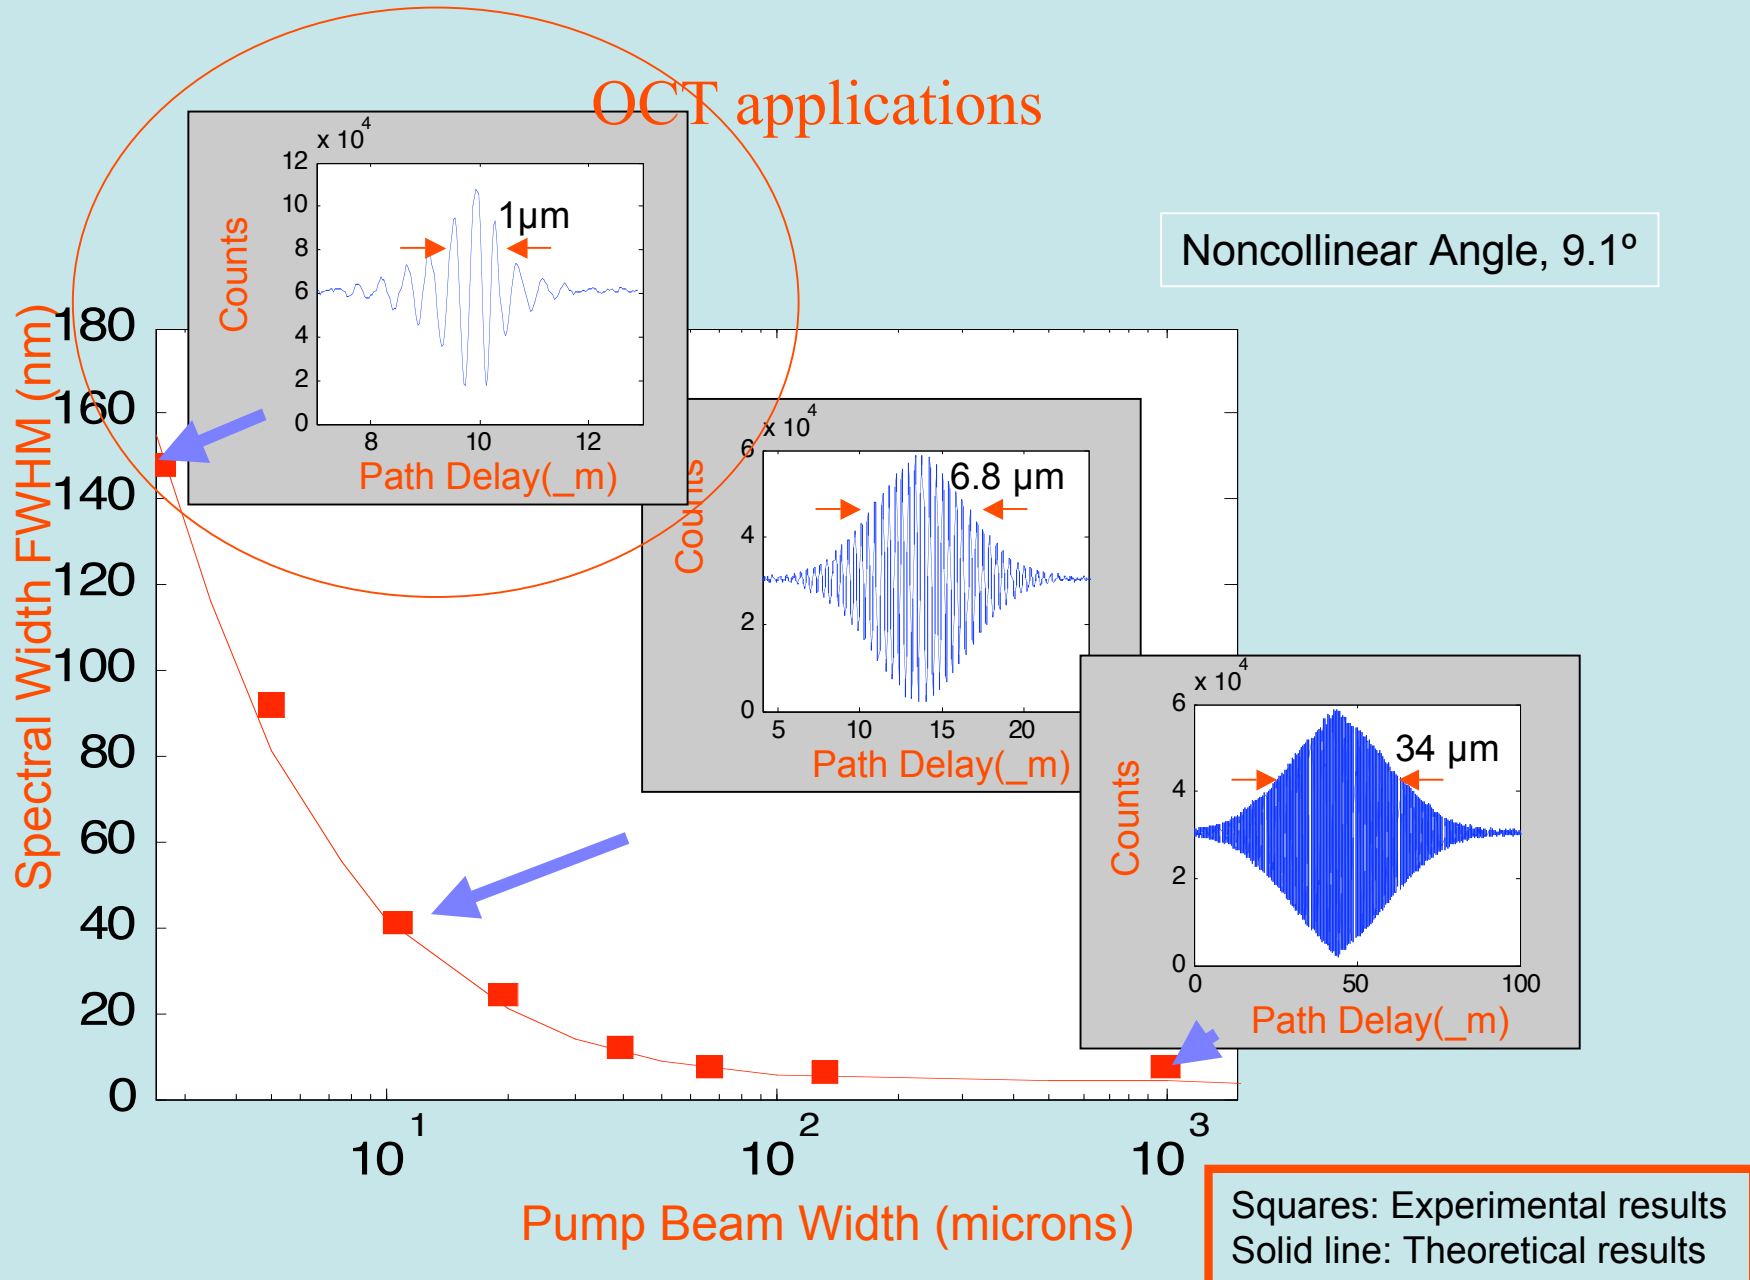 OCT applications
x 10^4
12
10
8
6
4
2
0
Counts
1µm
8 10 12
Path Delay(_m)
Noncollinear Angle, 9.1º
x 10^4
6
4
2
0
Counts
6.8 µm
5 10 15 20
Path Delay(_m)
x 10^4
6
4
2
0
Counts
34 µm
0 50 100
Path Delay(_m)
Spectral Width FWHM (nm)
180
160
140
120
100
80
60
40
20
0
10^1 10^2 10^3
Pump Beam Width (microns)
Squares: Experimental results
Solid line: Theoretical results